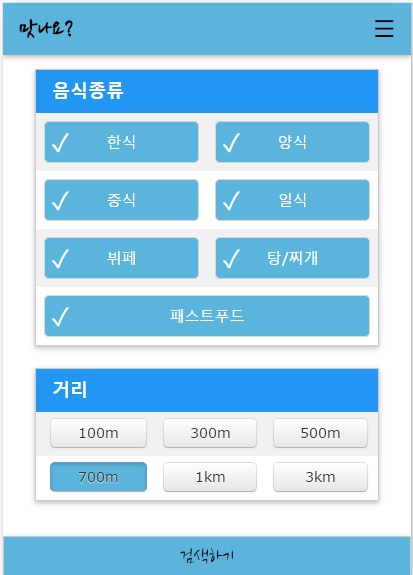 맛나요?
음식종류
✓ 한식 ✓ 양식
✓ 중식 ✓ 일식
✓ 뷔페 ✓ 탕/찌개
✓ 패스트푸드
거리
100m 300m 500m
700m 1km 3km
검색하기